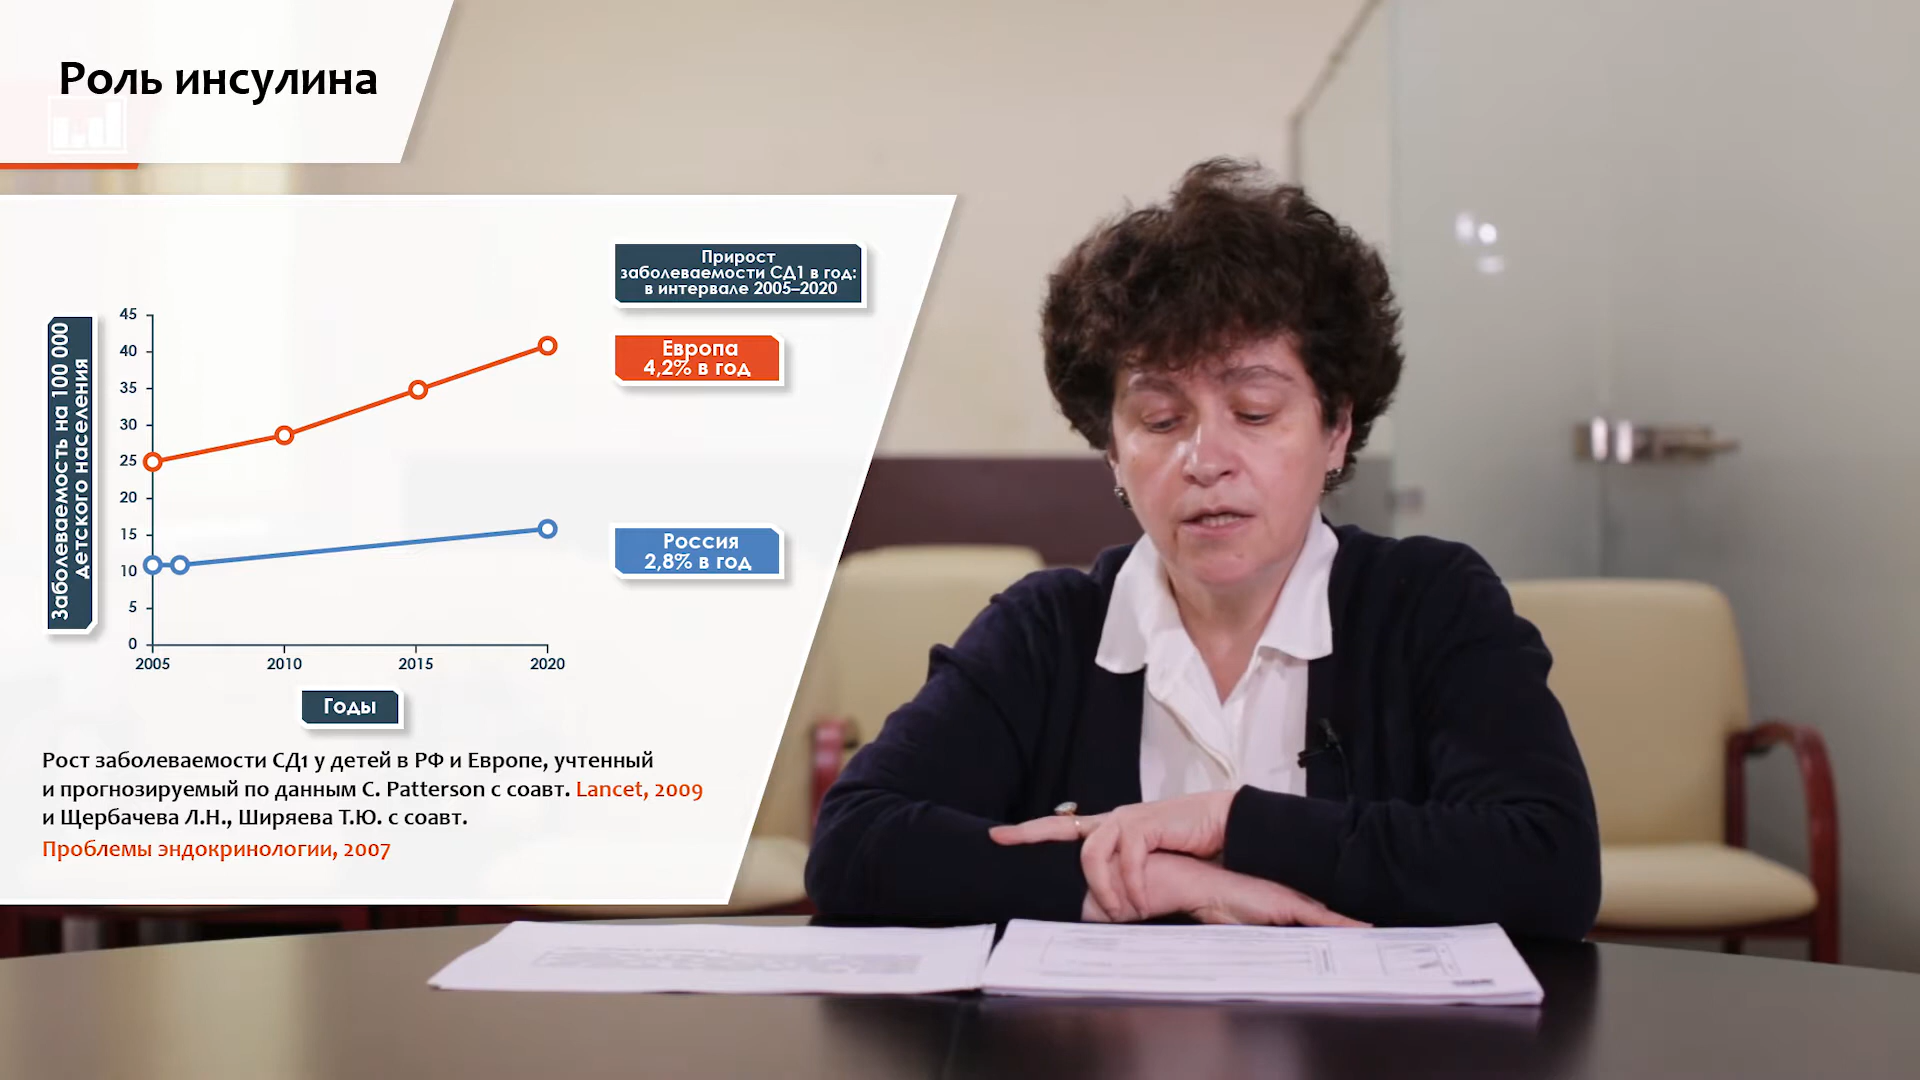 Роль инсулина
Прирост
заболеваемости СД1 в год:
в интервале 2005–2020
Европа
4,2% в год
Россия
2,8% в год
Заболеваемость на 100 000
детского населения
45
40
35
30
25
20
15
10
5
0
2005 2010 2015 2020
Годы
Рост заболеваемости СД1 у детей в РФ и Европе, учтенный
и прогнозируемый по данным C. Patterson с соавт. Lancet, 2009
и Щербачева Л.Н., Ширяева Т.Ю. с соавт.
Проблемы эндокринологии, 2007